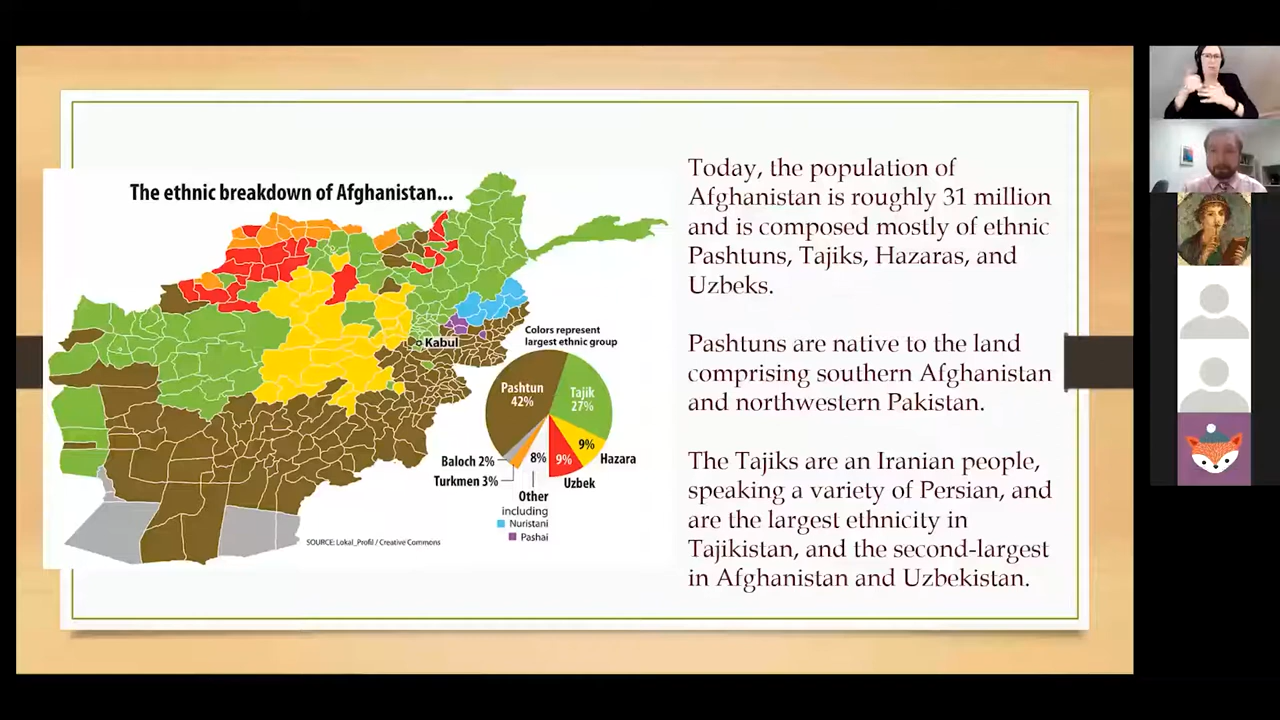 The ethnic breakdown of Afghanistan...
Kabul
Colors represent
largest ethnic group
Pashtun
42%
Tajik
27%
9%
Hazara
9%
Uzbek
8%
Other
including
Nuristani
Pashai
Baloch 2%
Turkmen 3%
SOURCE: Lokal_Profil / Creative Commons
Today, the population of
Afghanistan is roughly 31 million
and is composed mostly of ethnic
Pashtuns, Tajiks, Hazaras, and
Uzbeks.
Pashtuns are native to the land
comprising southern Afghanistan
and northwestern Pakistan.
The Tajiks are an Iranian people,
speaking a variety of Persian, and
are the largest ethnicity in
Tajikistan, and the second-largest
in Afghanistan and Uzbekistan.